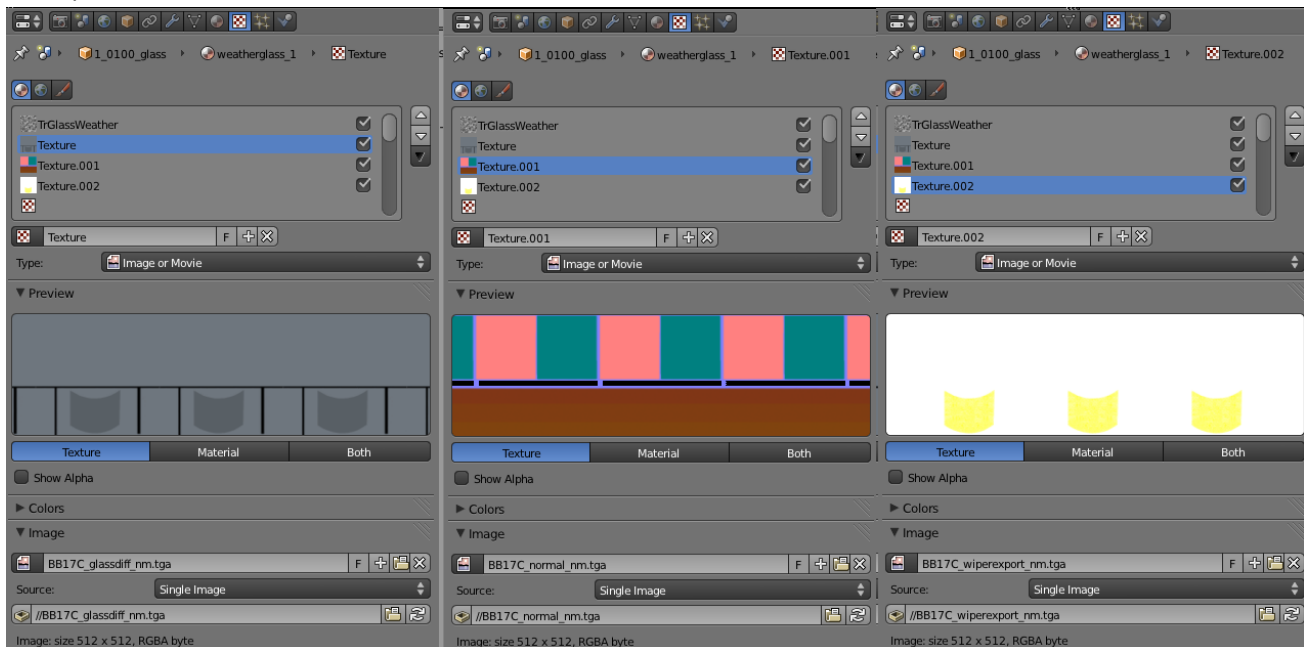 1_0100_glass weatherglass_1 Texture
TrGlassWeather
Texture
Texture.001
Texture.002
Texture F
Type: Image or Movie
Preview
Texture Material Both
Show Alpha
Colors
Image
BB17C_glassdiff_nm.tga F
Source: Single Image
//BB17C_glassdiff_nm.tga
Image: size 512 x 512, RGBA byte
1_0100_glass weatherglass_1 Texture.001
TrGlassWeather
Texture
Texture.001
Texture.002
Texture.001 F
Type: Image or Movie
Preview
Texture Material Both
Show Alpha
Colors
Image
BB17C_normal_nm.tga F
Source: Single Image
//BB17C_normal_nm.tga
Image: size 512 x 512, RGBA byte
1_0100_glass weatherglass_1 Texture.002
TrGlassWeather
Texture
Texture.001
Texture.002
Texture.002 F
Type: Image or Movie
Preview
Texture Material Both
Show Alpha
Colors
Image
BB17C_wiperexport_nm.tga F
Source: Single Image
//BB17C_wiperexport_nm.tga
Image: size 512 x 512, RGBA byte